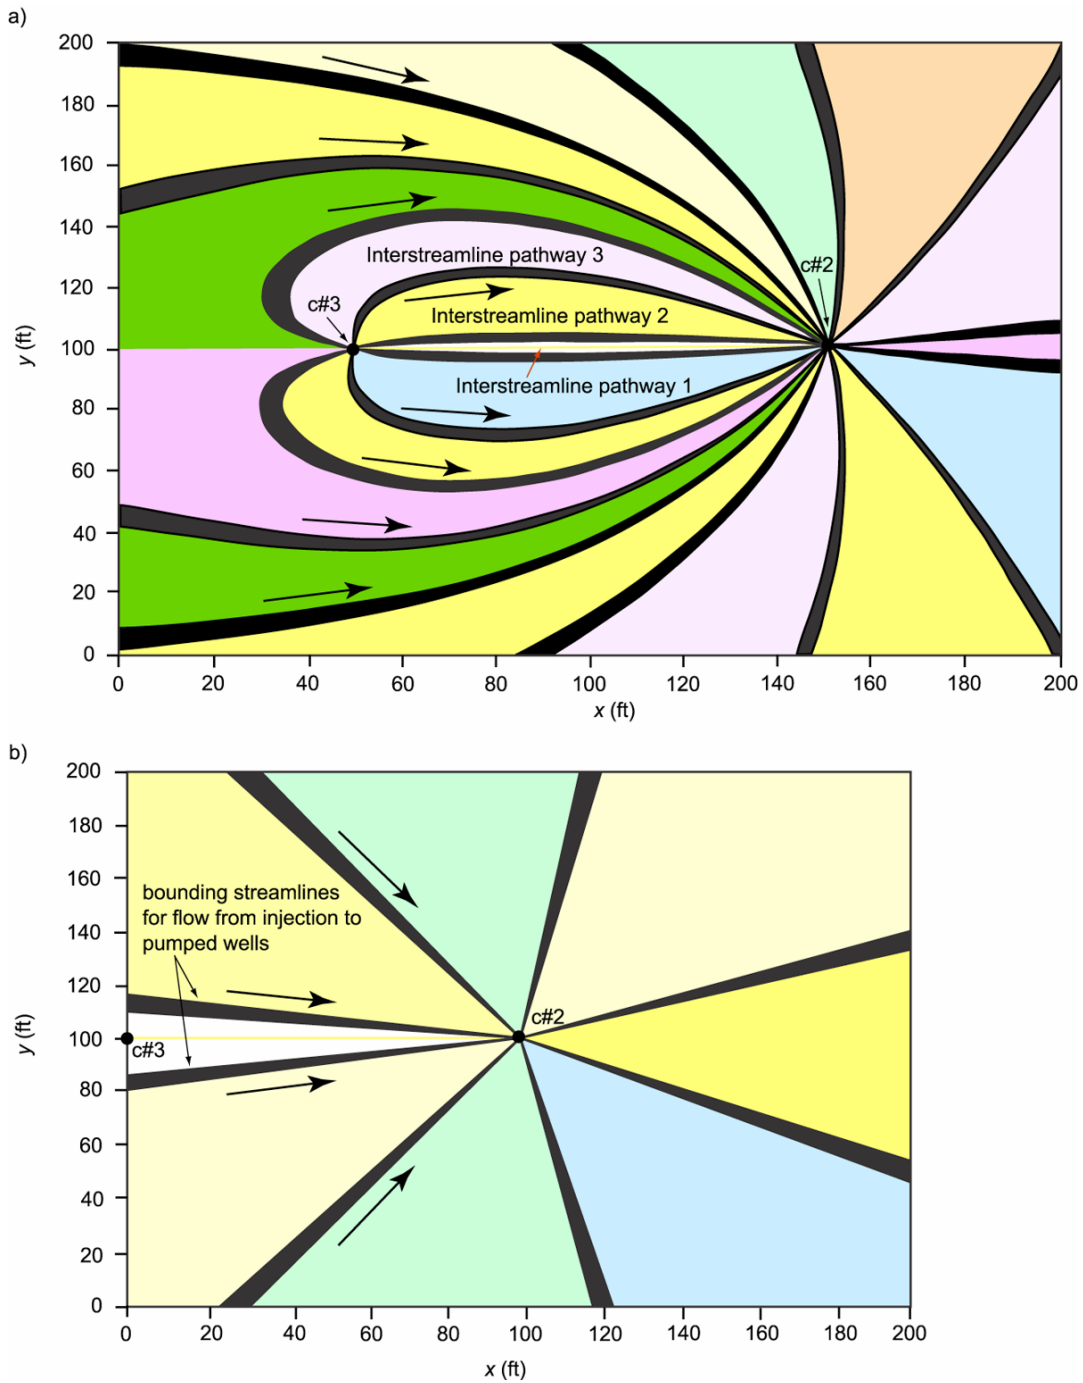 a)
200
180
160
140
120
100
80
60
40
20
0
y (ft)
Interstreamline pathway 3
c#2
c#3
Interstreamline pathway 2
Interstreamline pathway 1
0
20
40
60
80
100
120
140
160
180
200
x (ft)
b)
200
180
160
140
120
100
80
60
40
20
0
y (ft)
bounding streamlines
for flow from injection to
pumped wells
c#2
c#3
0
20
40
60
80
100
120
140
160
180
200
x (ft)